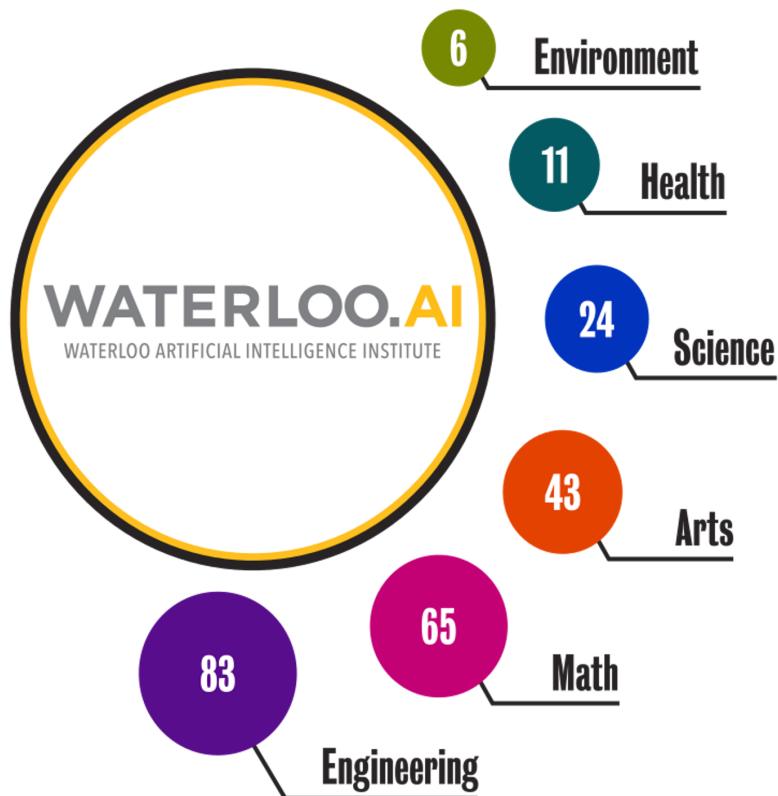 6
Environment
11
Health
WATERLOO.AI
WATERLOO ARTIFICIAL INTELLIGENCE INSTITUTE
24
Science
43
Arts
65
Math
83
Engineering